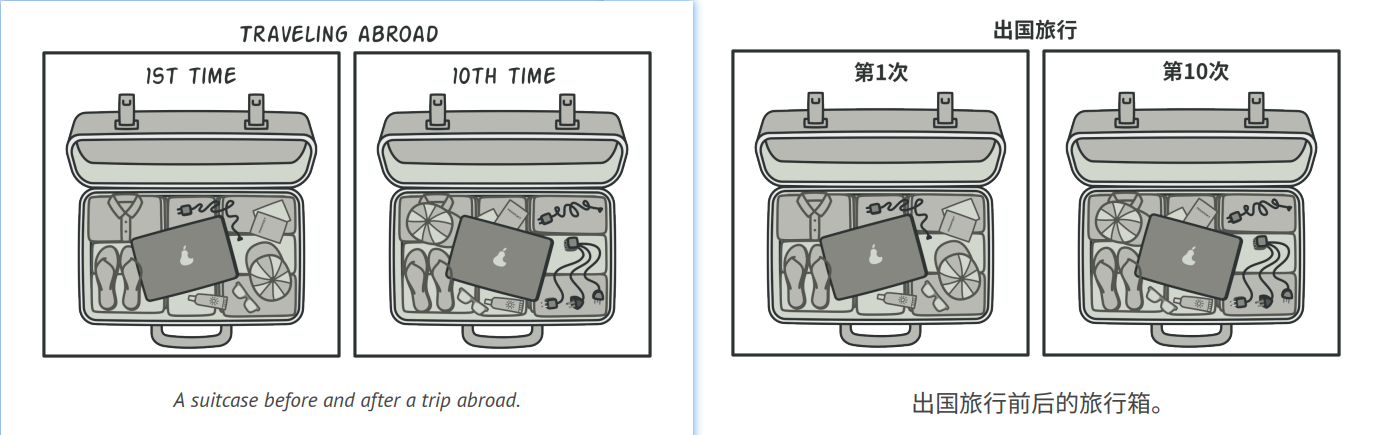 TRAVELING ABROAD
1ST TIME
10TH TIME
A suitcase before and after a trip abroad.
出国旅行
第1次
第10次
出国旅行前后的旅行箱。